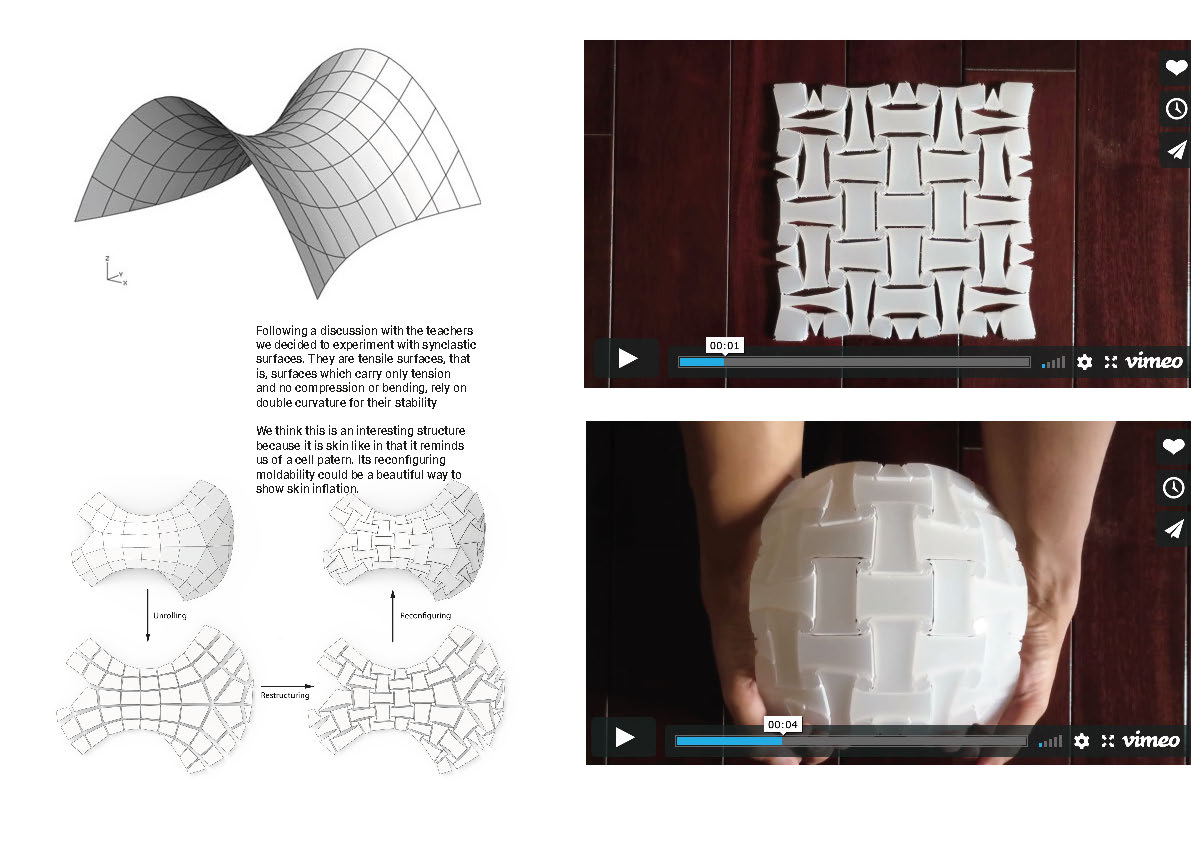 z
y
x
Following a discussion with the teachers
we decided to experiment with synclastic
surfaces. They are tensile surfaces, that
is, surfaces which carry only tension
and no compression or bending, rely on
double curvature for their stability
We think this is an interesting structure
because it is skin like in that it reminds
us of a cell patern. Its reconfiguring
moldability could be a beautiful way to
show skin inflation.
Unrolling
Reconfiguring
Restructuring
00:01
vimeo
00:04
vimeo